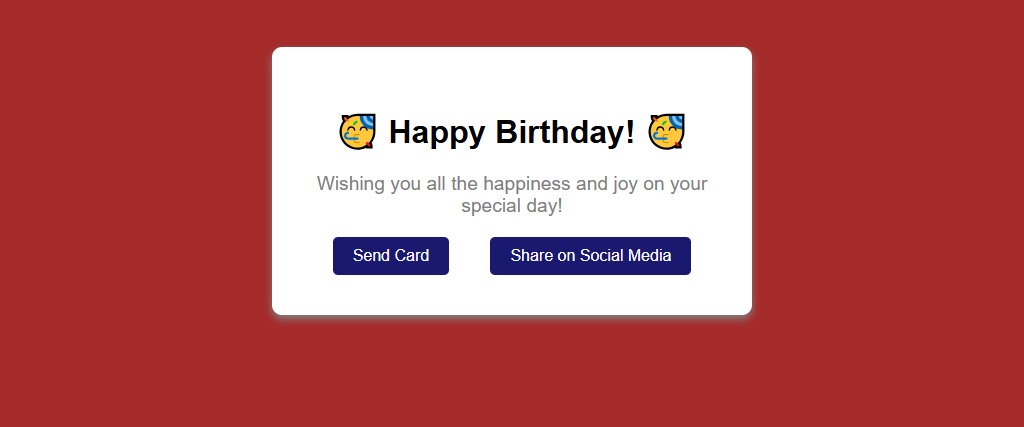 🥳 Happy Birthday! 🥳
Wishing you all the happiness and joy on your
special day!
Send Card
Share on Social Media